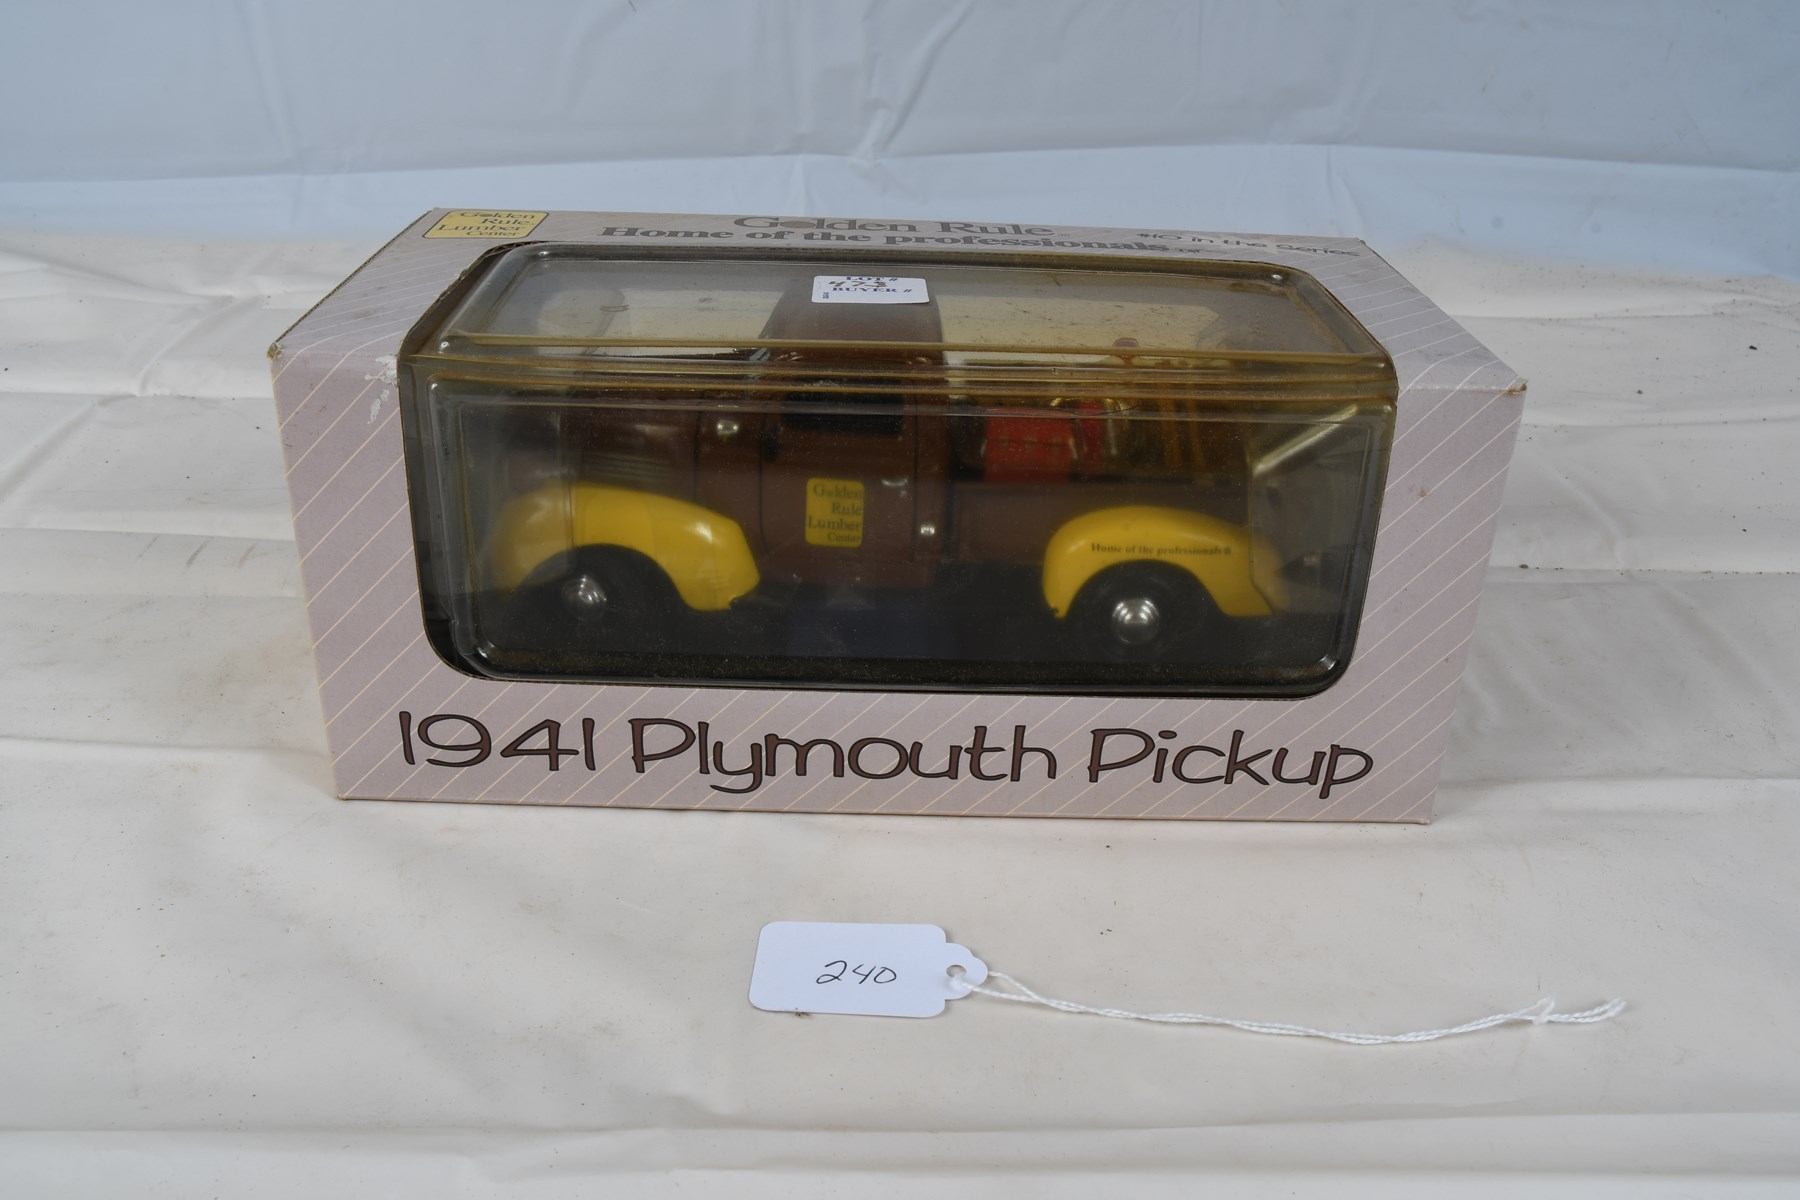 Golden
Rule
Lumber
Center
Golden Rule
Home of the professionals
#10 in the series
LOT #
478
BUYER #
Golden
Rule
Lumber
Center
Home of the professionals®
1941 Plymouth Pickup
240